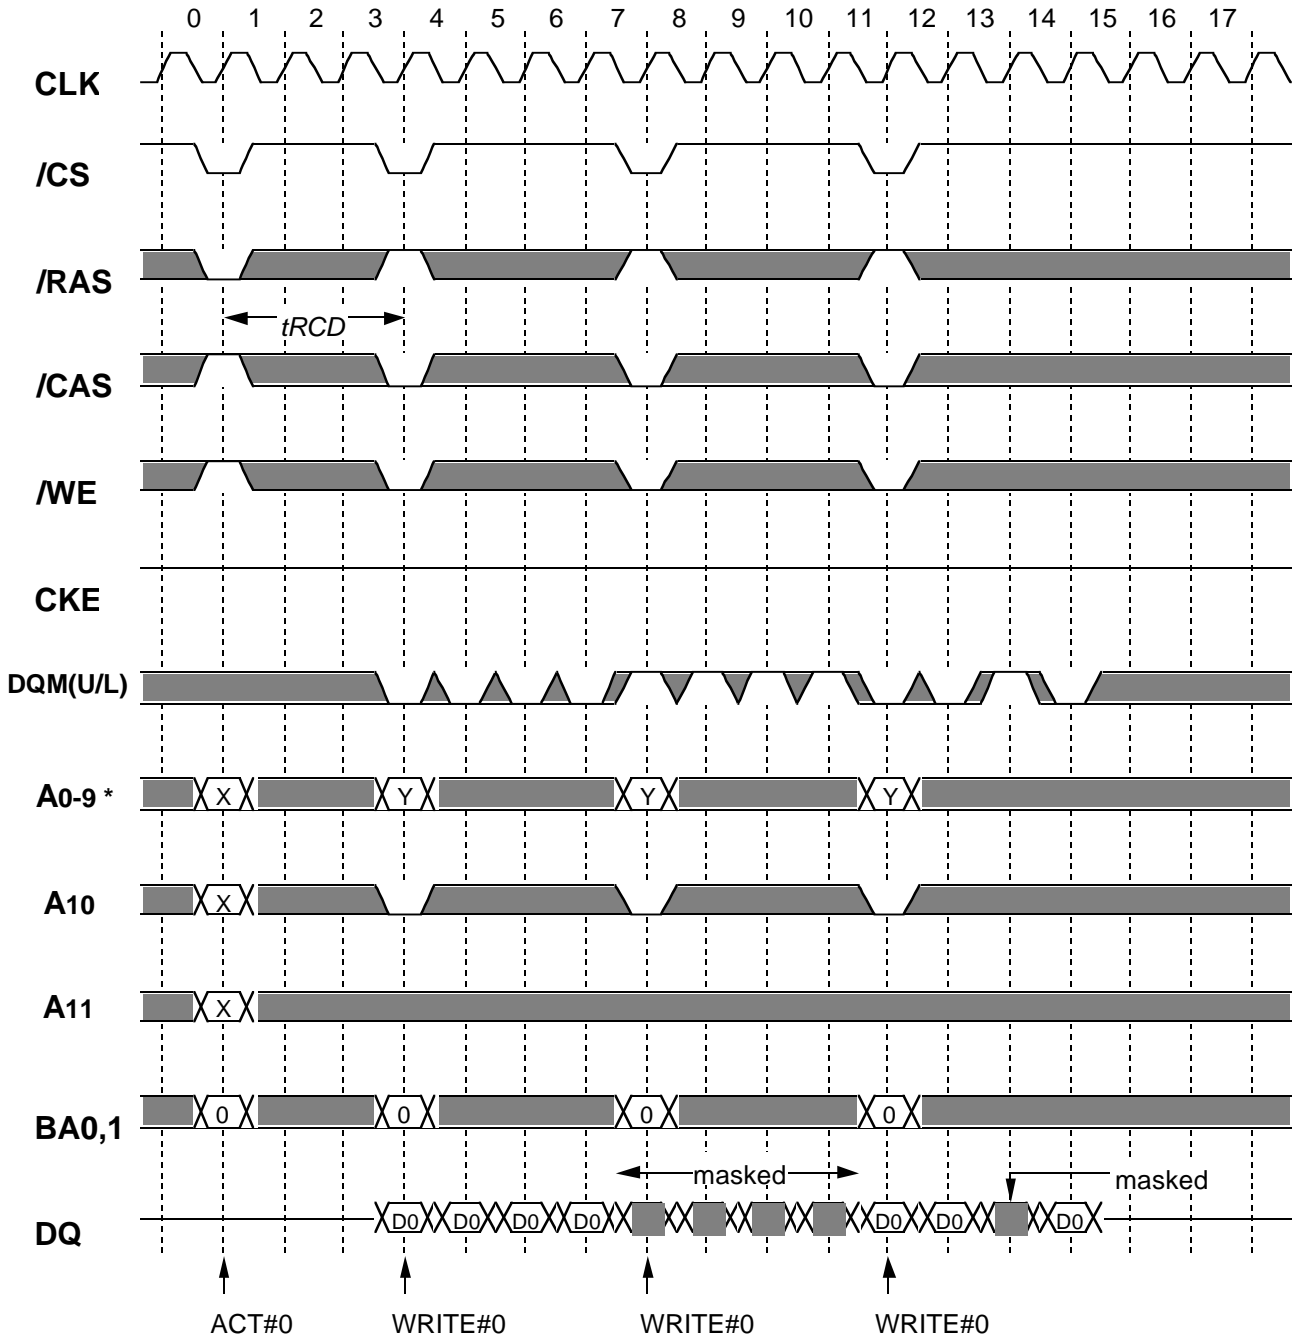 0 1 2 3 4 5 6 7 8 9 10 11 12 13 14 15 16 17
CLK
/CS
/RAS
tRCD
/CAS
/WE
CKE
DQM(U/L)
A0-9 * X Y Y Y
A10 X
A11 X
BA0,1 0 0 0 0
masked masked
DQ D0 D0 D0 D0 D0 D0 D0
ACT#0 WRITE#0 WRITE#0 WRITE#0